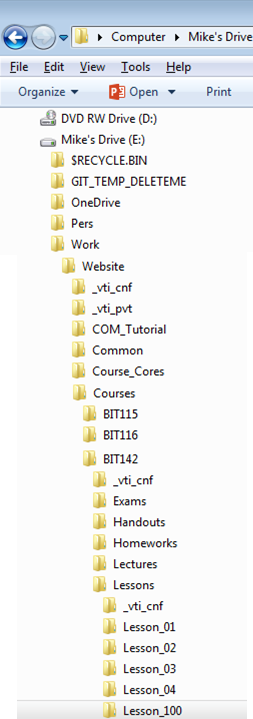 Computer Mike's Drive
File Edit View Tools Help
Organize Open Print
DVD RW Drive (D:)
Mike's Drive (E:)
$RECYCLE.BIN
GIT_TEMP_DELETEME
OneDrive
Pers
Work
Website
_vti_cnf
_vti_pvt
COM_Tutorial
Common
Course_Cores
Courses
BIT115
BIT116
BIT142
_vti_cnf
Exams
Handouts
Homeworks
Lectures
Lessons
_vti_cnf
Lesson_01
Lesson_02
Lesson_03
Lesson_04
Lesson_100